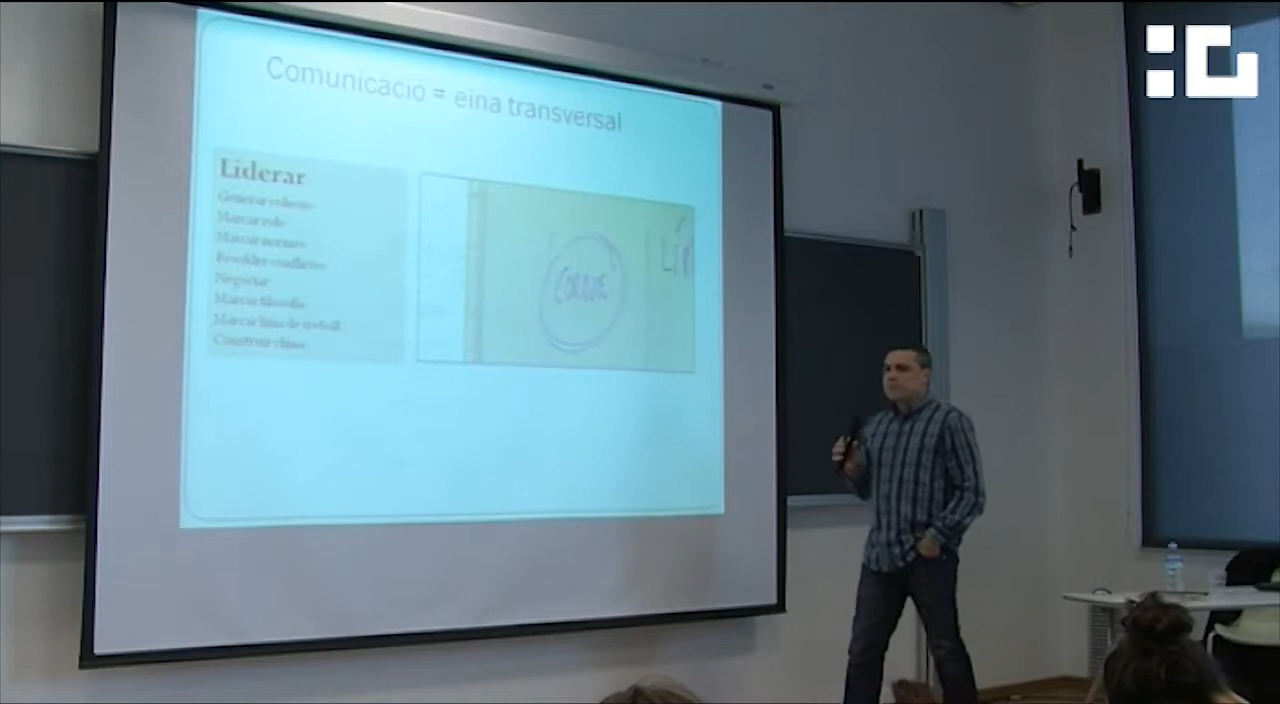 Comunicació = eina transversal
Liderar
Generar cohesió
Marcar rols
Marcar normes
Resoldre conflictes
Negociar
Marcar filosofia
Marcar línia de treball
Construir clima